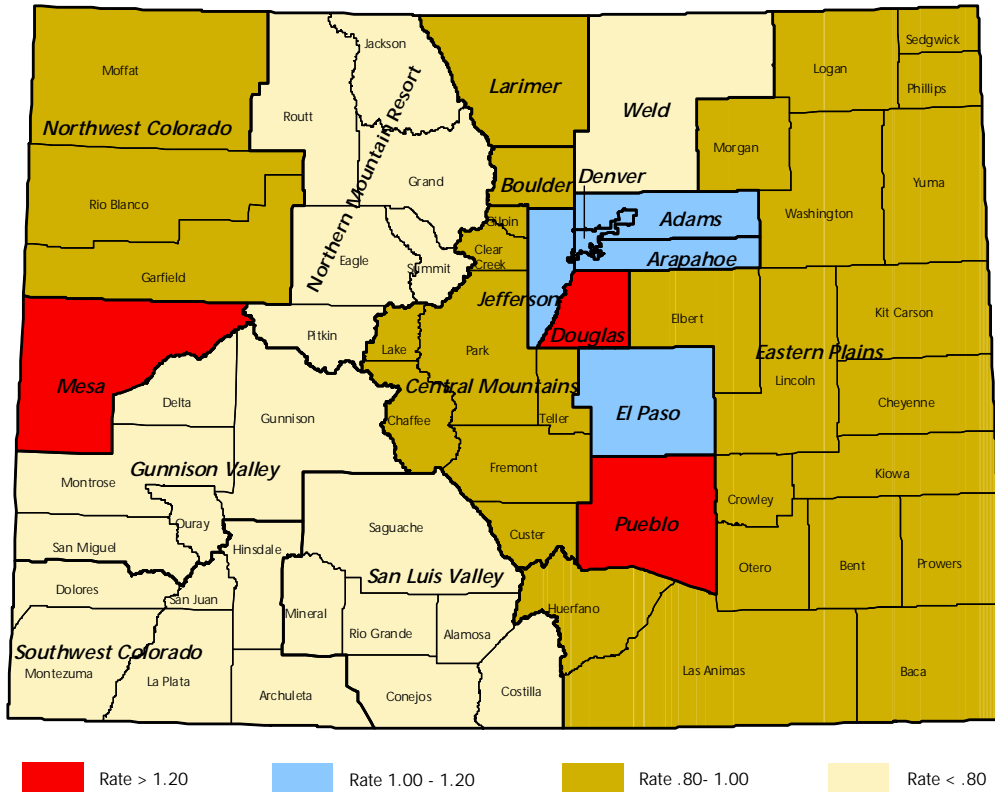 Jackson
Sedgwick
Moffat
Logan
Larimer
Phillips
Weld
Routt
Northwest Colorado
Northern Mountain Resort
Morgan
Grand
Boulder
Denver
Yuma
Rio Blanco
Washington
Gilpin
Adams
Clear
Creek
Eagle
Summit
Arapahoe
Garfield
Jefferson
Kit Carson
Elbert
Pitkin
Douglas
Lake
Park
Eastern Plains
Mesa
Central Mountains
Lincoln
Delta
Cheyenne
Gunnison
Chaffee
Teller
El Paso
Gunnison Valley
Fremont
Kiowa
Montrose
Crowley
Ouray
Saguache
Pueblo
Custer
San Miguel
Hinsdale
Otero
Bent
Prowers
San Luis Valley
Dolores
San Juan
Mineral
Huerfano
Rio Grande
Alamosa
Southwest Colorado
Montezuma
La Plata
Las Animas
Baca
Archuleta
Conejos
Costilla
Rate > 1.20
Rate 1.00 - 1.20
Rate .80- 1.00
Rate < .80